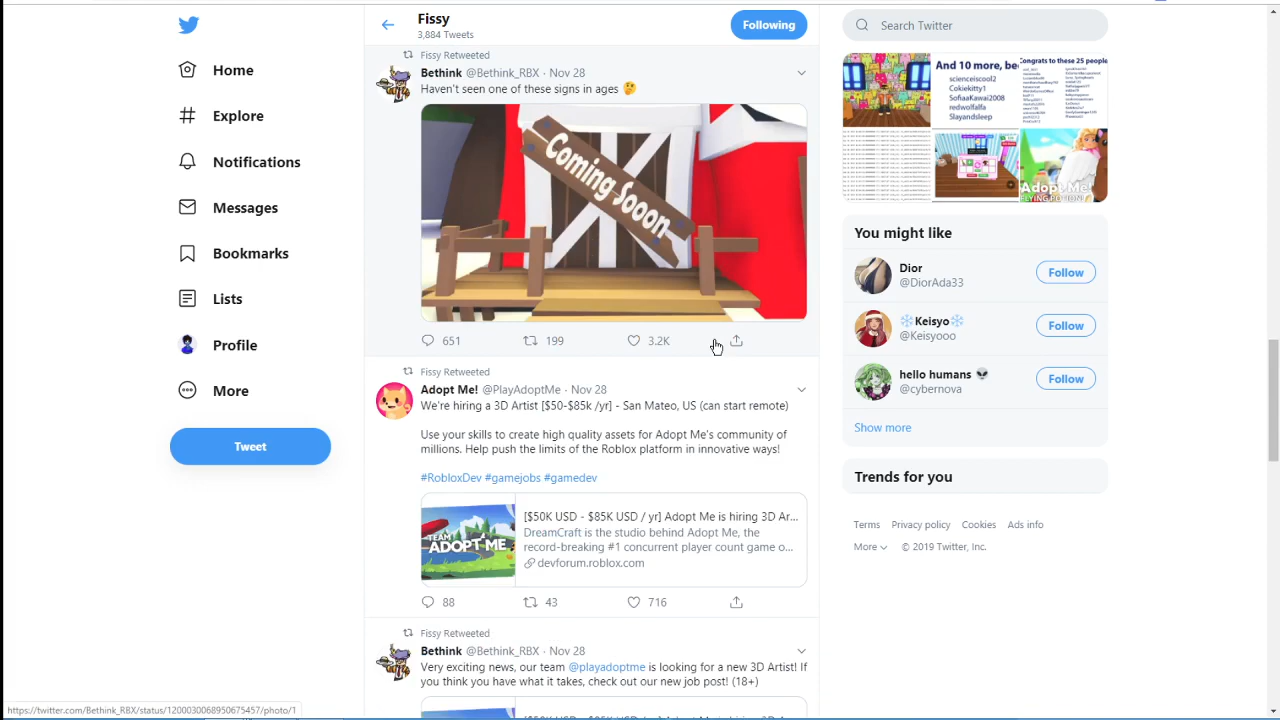 Home
Explore
Notifications
Messages
Bookmarks
Lists
Profile
More
Tweet
Fissy
3,884 Tweets
Following
Fissy Retweeted
Bethink @Bethink_RBX · Nov 28
Coming Soooon
651
199
3.2K
Fissy Retweeted
Adopt Me! @PlayAdoptMe · Nov 28
We're hiring a 3D Artist [$50-$85k /yr] - San Mateo, US (can start remote)
Use your skills to create high quality assets for Adopt Me's community of
millions. Help push the limits of the Roblox platform in innovative ways!
#RobloxDev #gamejobs #gamedev
TEAM
ADOPT ME
[$50K USD - $85K USD / yr] Adopt Me is hiring 3D Ar...
DreamCraft is the studio behind Adopt Me, the
record-breaking #1 concurrent player count game o...
devforum.roblox.com
88
43
716
Fissy Retweeted
Bethink @Bethink_RBX · Nov 28
Very exciting news, our team @playadoptme is looking for a new 3D Artist! If
you think you have what it takes, check out our new job post! (18+)
Search Twitter
And 10 more, be
scienceiscool2
Cokiekitty1
SofiaaKawai2008
redwolfalfa
Slayandsleep
Congrats to these 25 people
Adopt Me!
FLYING POTION!
You might like
Dior
@DiorAda33
Follow
Keisyo
@Keisyooo
Follow
hello humans
@cybernova
Follow
Show more
Trends for you
Terms Privacy policy Cookies Ads info
More © 2019 Twitter, Inc.
https://twitter.com/Bethink_RBX/status/1200030068950675457/photo/1